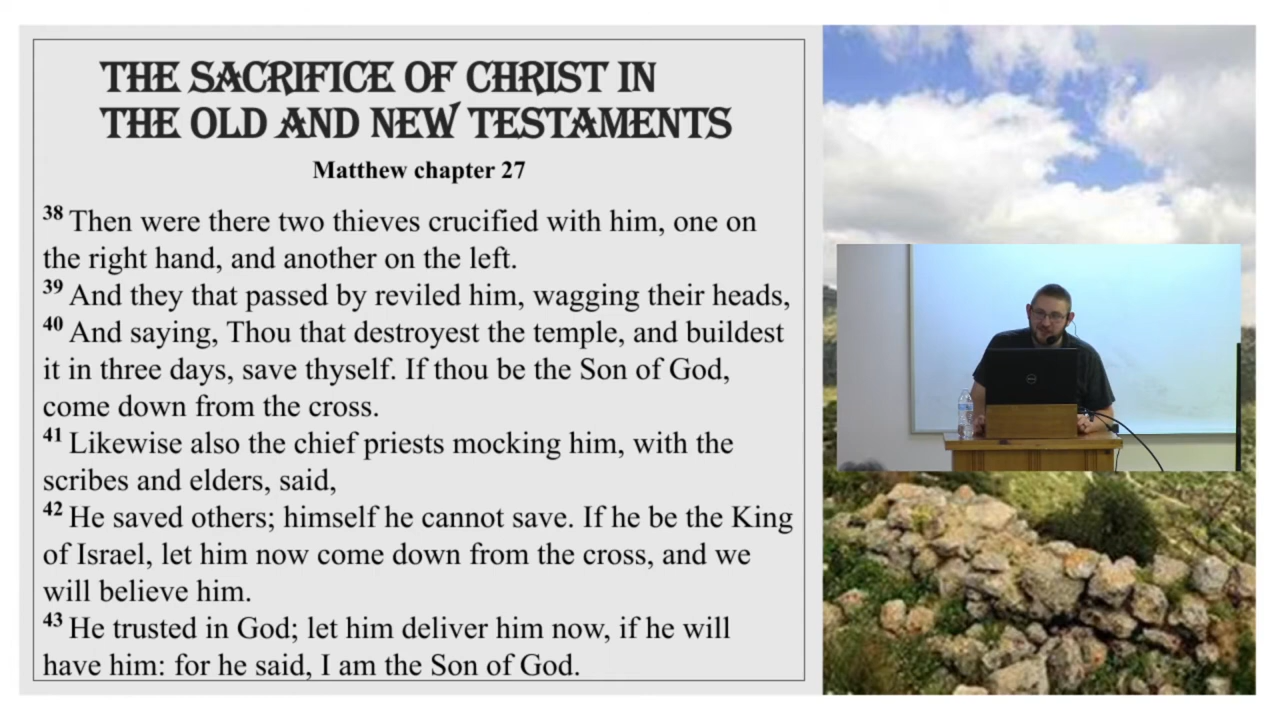 THE SACRIFICE OF CHRIST IN
THE OLD AND NEW TESTAMENTS
Matthew chapter 27
38 Then were there two thieves crucified with him, one on
the right hand, and another on the left.
39 And they that passed by reviled him, wagging their heads,
40 And saying, Thou that destroyest the temple, and buildest
it in three days, save thyself. If thou be the Son of God,
come down from the cross.
41 Likewise also the chief priests mocking him, with the
scribes and elders, said,
42 He saved others; himself he cannot save. If he be the King
of Israel, let him now come down from the cross, and we
will believe him.
43 He trusted in God; let him deliver him now, if he will
have him: for he said, I am the Son of God.